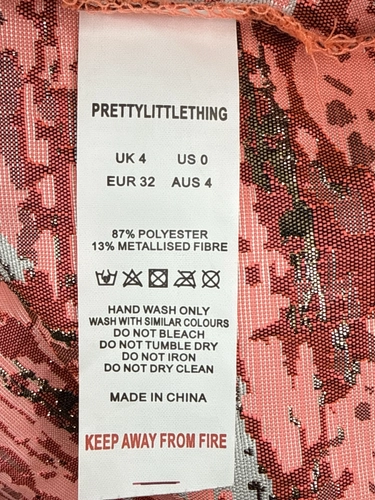 PRETTYLITTLETHING
UK 4 US 0
EUR 32 AUS 4
87% POLYESTER
13% METALLISED FIBRE
HAND WASH ONLY
WASH WITH SIMILAR COLOURS
DO NOT BLEACH
DO NOT TUMBLE DRY
DO NOT IRON
DO NOT DRY CLEAN
MADE IN CHINA
KEEP AWAY FROM FIRE